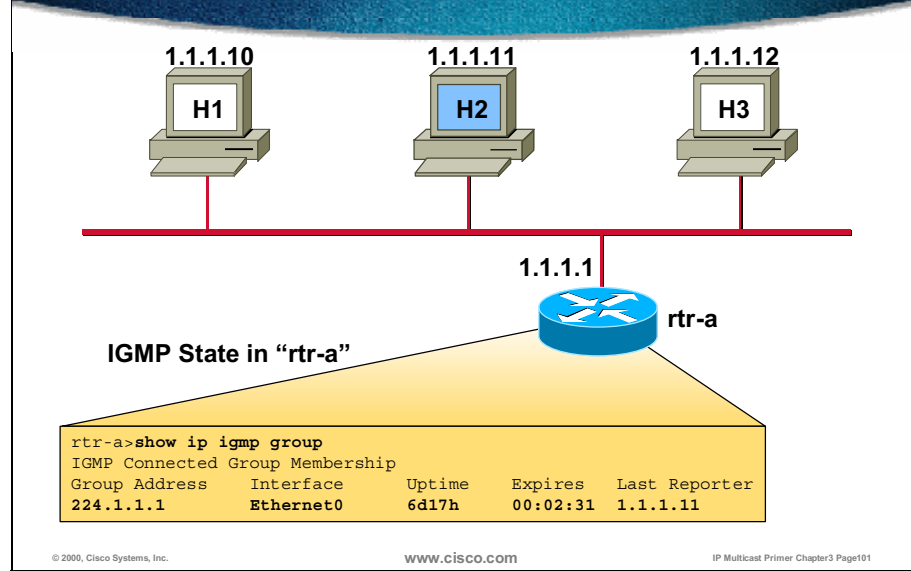 1.1.1.10 1.1.1.11 1.1.1.12
H1 H2 H3
1.1.1.1
rtr-a
IGMP State in “rtr-a”
rtr-a>show ip igmp group
IGMP Connected Group Membership
Group Address Interface Uptime Expires Last Reporter
224.1.1.1 Ethernet0 6d17h 00:02:31 1.1.1.11
© 2000, Cisco Systems, Inc. www.cisco.com IP Multicast Primer Chapter3 Page101